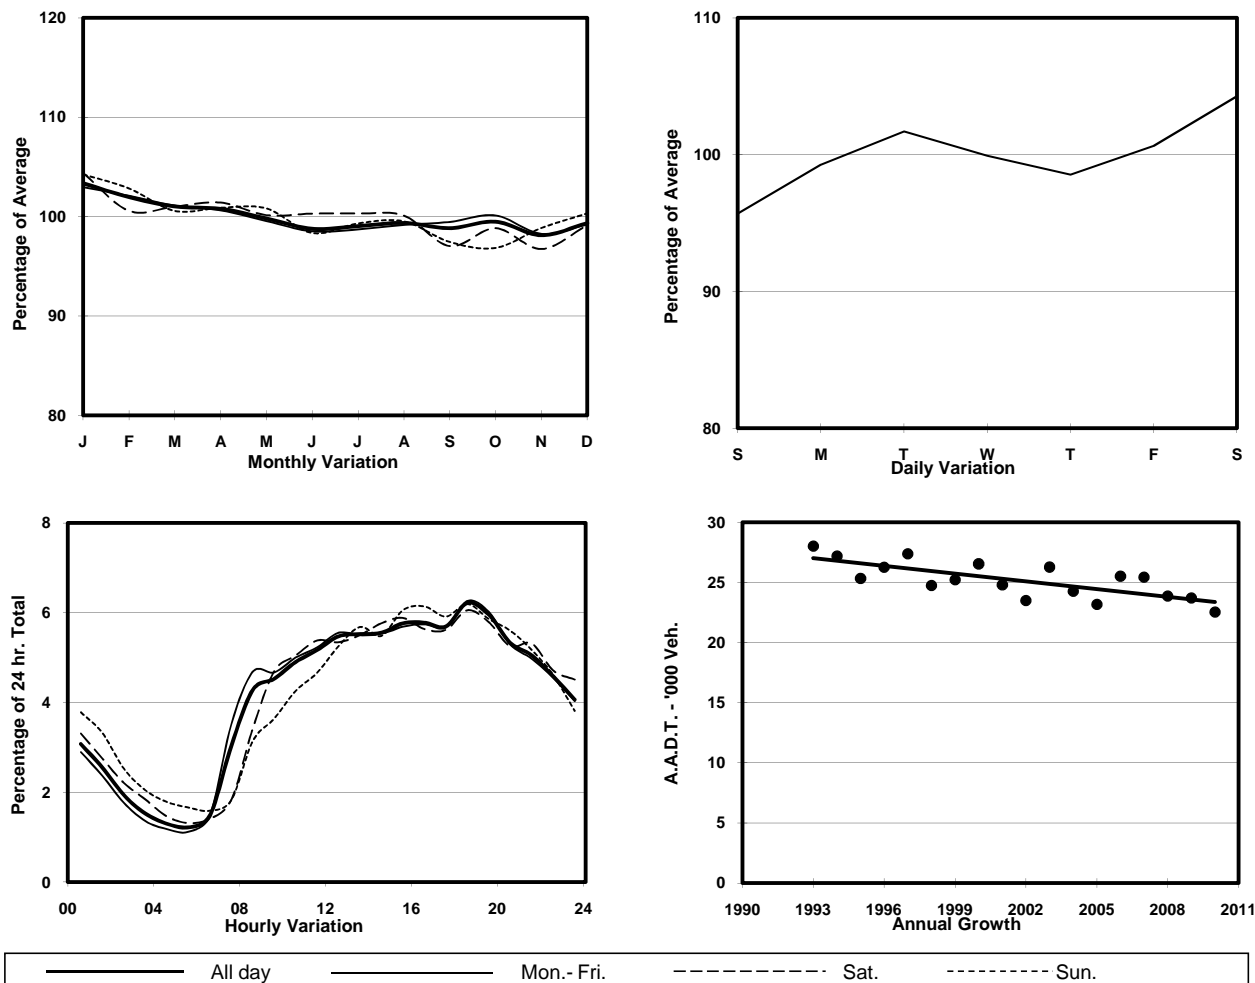 120
110
100
90
80
Percentage of Average
J F M A M J J A S O N D
Monthly Variation
110
100
90
80
Percentage of Average
S M T W T F S
Daily Variation
8
6
4
2
0
Percentage of 24 hr. Total
00 04 08 12 16 20 24
Hourly Variation
30
25
20
15
10
5
0
A.A.D.T. - '000 Veh.
1990 1993 1996 1999 2002 2005 2008 2011
Annual Growth
All day Mon.- Fri. Sat. Sun.